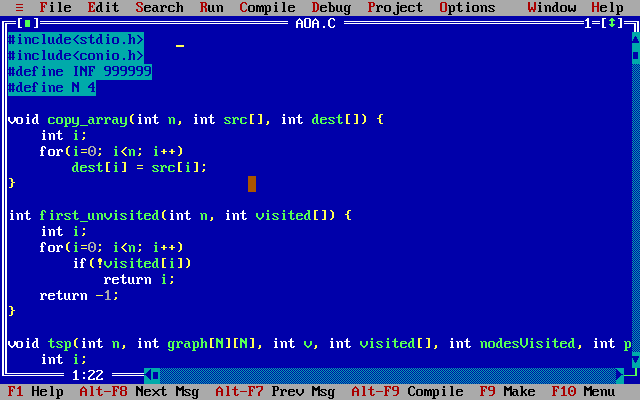 ≡ File Edit Search Run Compile Debug Project Options Window Help
[■] AOA.C 1=[↕]
#include<stdio.h>
#include<conio.h>
#define INF 999999
#define N 4
void copy_array(int n, int src[], int dest[]) {
    int i;
    for(i=0; i<n; i++)
        dest[i] = src[i];
}
int first_unvisited(int n, int visited[]) {
    int i;
    for(i=0; i<n; i++)
        if(!visited[i])
            return i;
    return -1;
}
void tsp(int n, int graph[N][N], int v, int visited[], int nodesVisited, int p
    int i;
1:22
F1 Help Alt-F8 Next Msg Alt-F7 Prev Msg Alt-F9 Compile F9 Make F10 Menu